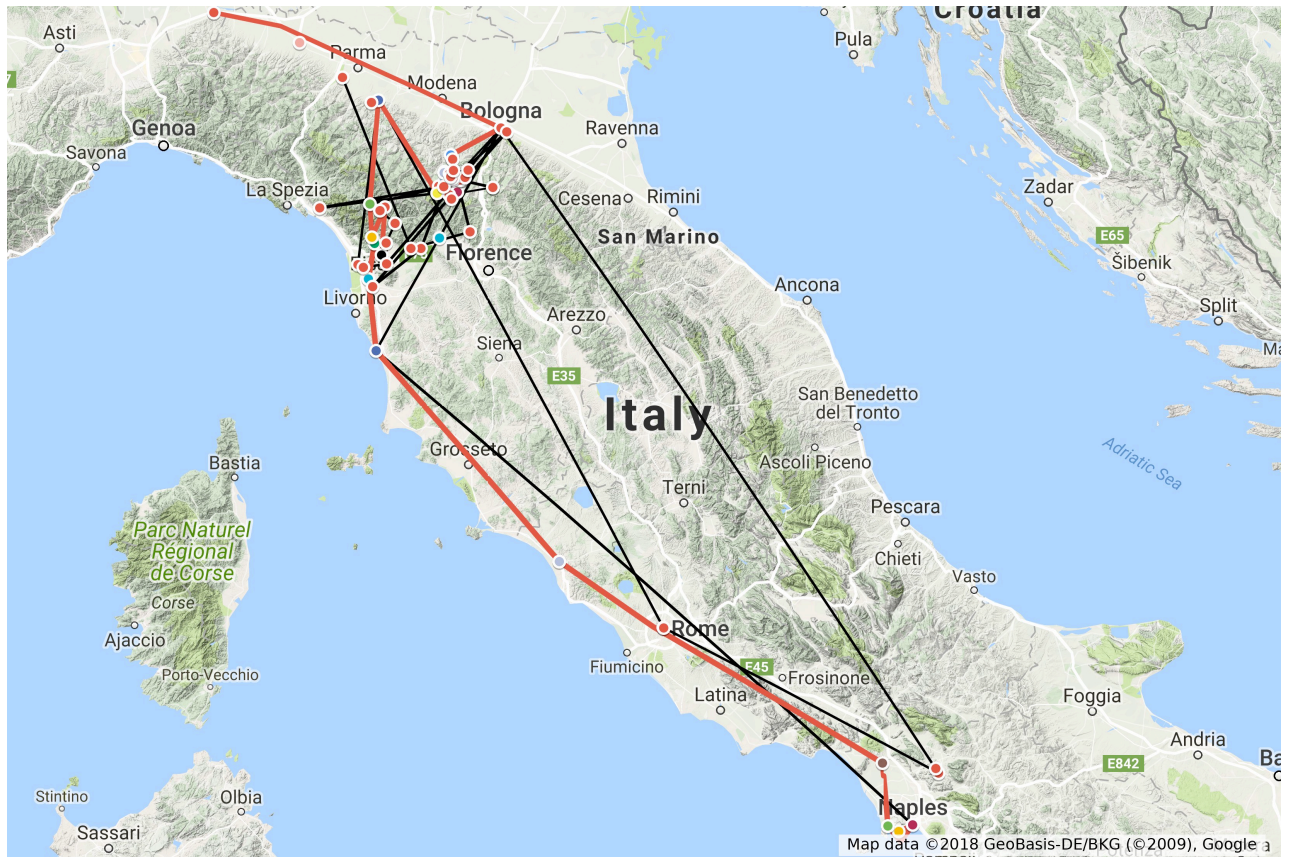 Croatia
Asti
Pula
Parma
7
Modena
Bologna
Genoa
Ravenna
Savona
La Spezia
Cesena
Rimini
Zadar
San Marino
E65
Florence
Šibenik
Livorno
Ancona
Arezzo
Split
Siena
Ma
E35
San Benedetto
del Tronto
Italy
Grosseto
Adriatic Sea
Bastia
Ascoli Piceno
Terni
Pescara
Parc Naturel
Régional
de Corse
Chieti
Vasto
Corse
Ajaccio
Rome
Fiumicino
E45
Porto-Vecchio
Frosinone
Latina
Foggia
Andria
Ba
E842
Stintino
Olbia
Naples
Sassari
Map data ©2018 GeoBasis-DE/BKG (©2009), Google